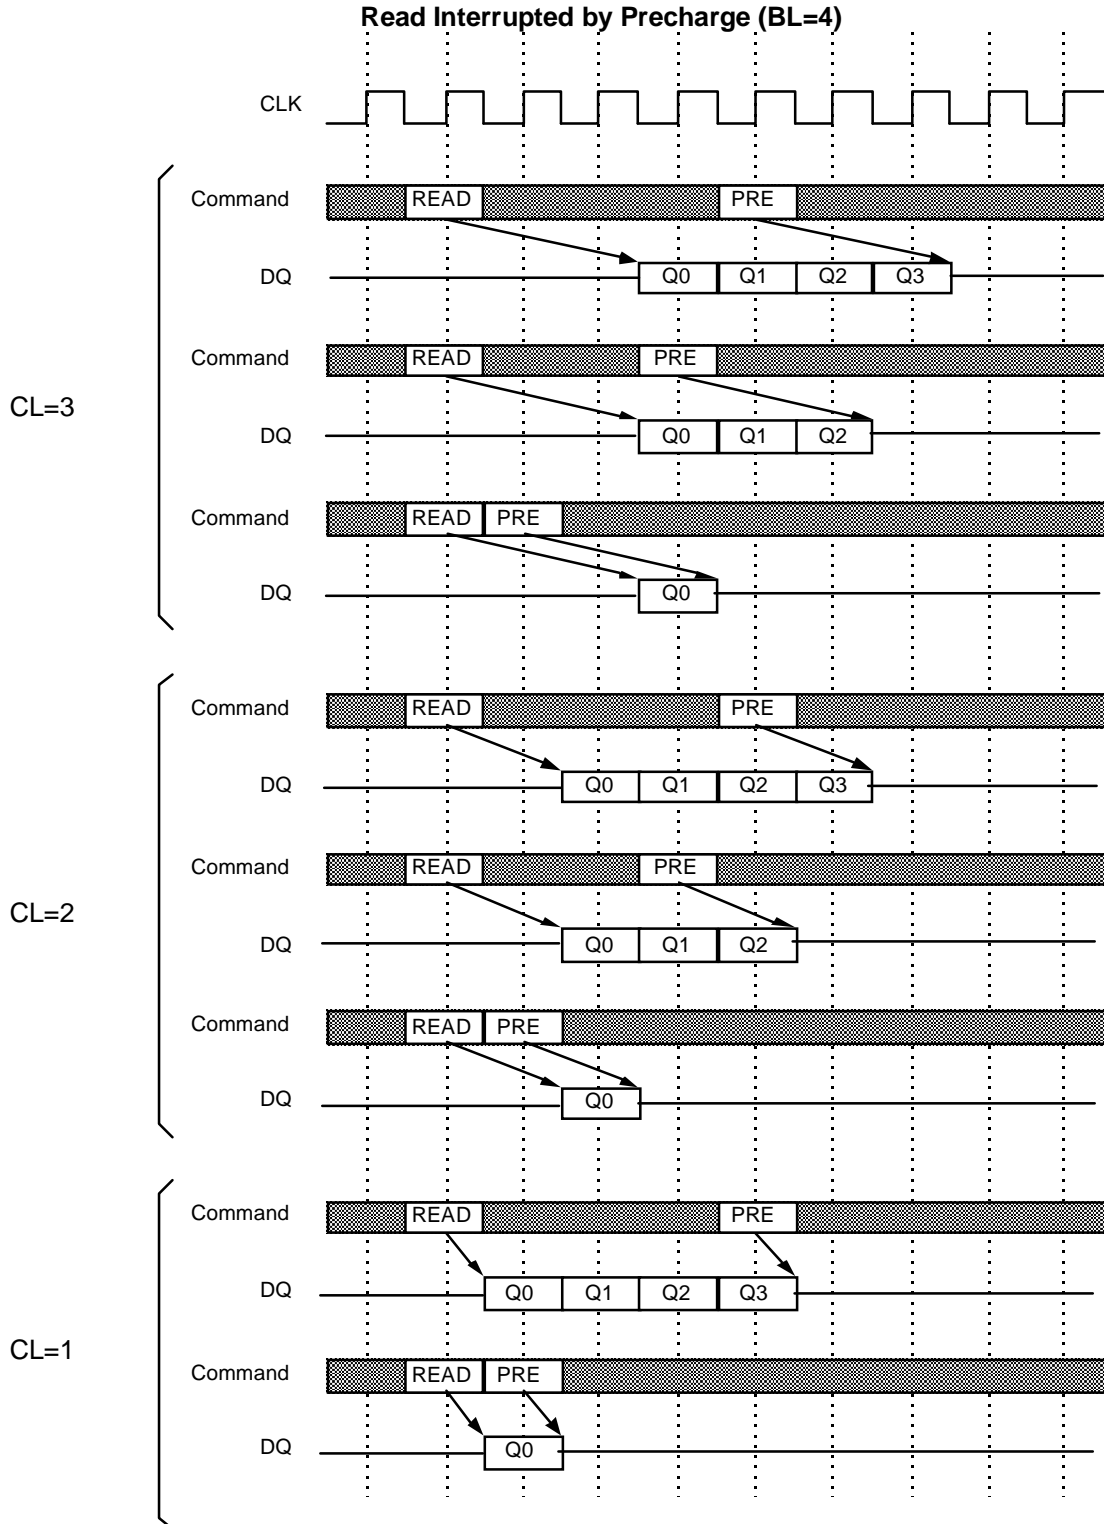 Read Interrupted by Precharge (BL=4)
CLK
CL=3
Command READ PRE
DQ Q0 Q1 Q2 Q3
Command READ PRE
DQ Q0 Q1 Q2
Command READ PRE
DQ Q0
CL=2
Command READ PRE
DQ Q0 Q1 Q2 Q3
Command READ PRE
DQ Q0 Q1 Q2
Command READ PRE
DQ Q0
CL=1
Command READ PRE
DQ Q0 Q1 Q2 Q3
Command READ PRE
DQ Q0